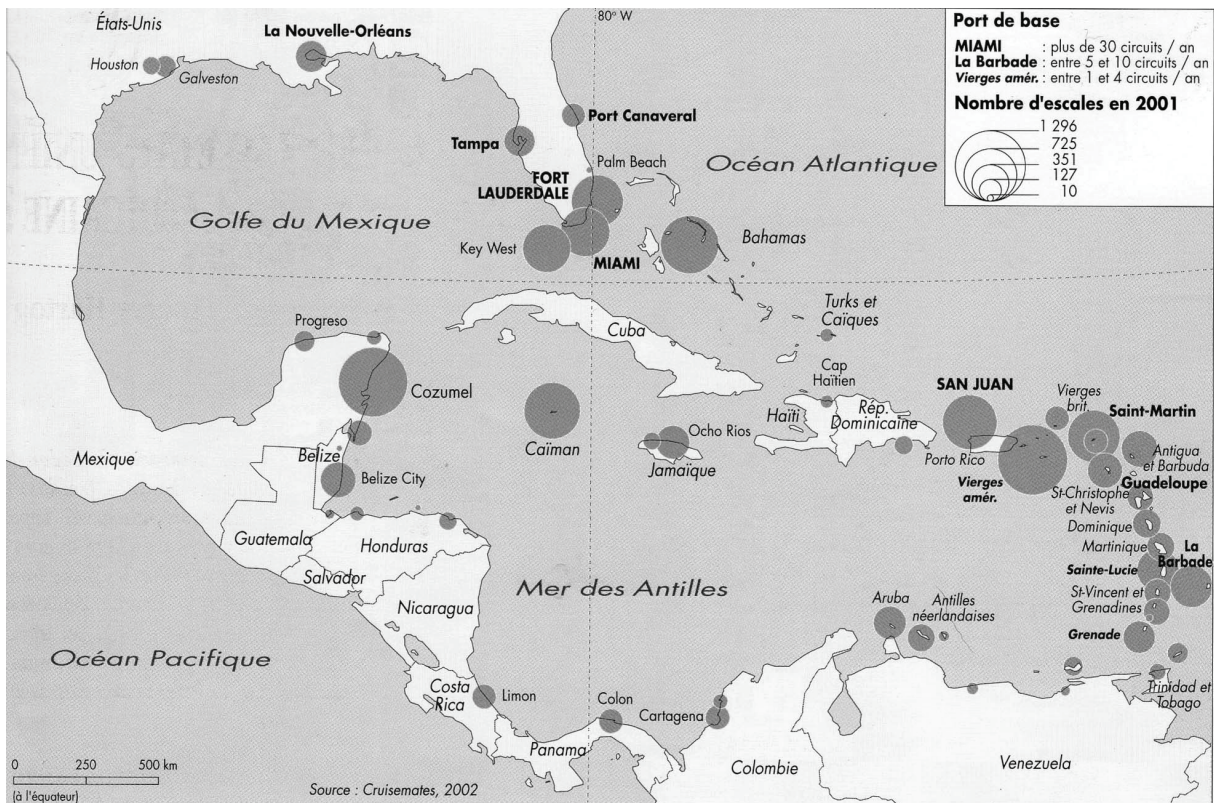 États-Unis
La Nouvelle-Orléans
80° W
Houston
Galveston
Port de base
MIAMI : plus de 30 circuits / an
La Barbade : entre 5 et 10 circuits / an
Vierges amér. : entre 1 et 4 circuits / an
Nombre d'escales en 2001
1 296
725
351
127
10
Port Canaveral
Tampa
Palm Beach
Océan Atlantique
FORT
LAUDERDALE
Golfe du Mexique
Key West
MIAMI
Bahamas
Turks et
Caïques
Cuba
Progreso
Cap
Haïtien
Cozumel
SAN JUAN
Vierges
brit.
Saint-Martin
Haïti
Rép.
Dominicaine
Ocho Rios
Caïman
Jamaïque
Porto Rico
Antigua
et Barbuda
Mexique
Belize
Belize City
Vierges
amér.
Guadeloupe
St-Christophe
et Nevis
Dominique
Guatemala
Honduras
Martinique
La
Barbade
Salvador
Sainte-Lucie
Mer des Antilles
St-Vincent et
Grenadines
Nicaragua
Aruba
Antilles
néerlandaises
Grenade
Océan Pacifique
Costa
Rica
Limon
Colon
Cartagena
Trinidad et
Tobago
Panama
Colombie
Venezuela
0 250 500 km
(à l'équateur)
Source : Cruisemates, 2002